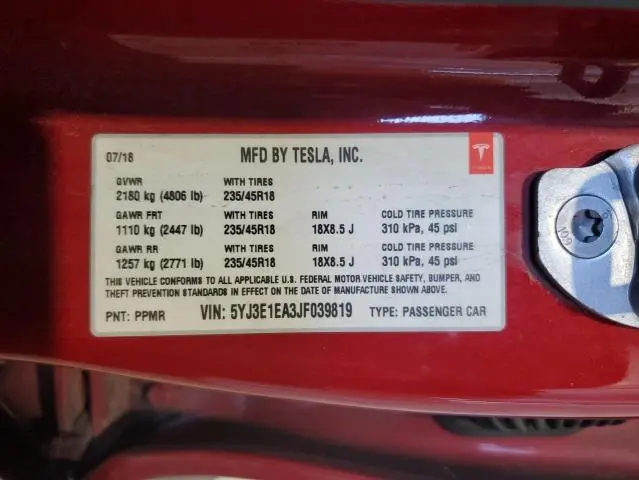 07/18 MFD BY TESLA, INC.
GVWR WITH TIRES
2180 kg (4806 lb) 235/45R18
GAWR FRT WITH TIRES RIM COLD TIRE PRESSURE
1110 kg (2447 lb) 235/45R18 18X8.5 J 310 kPa, 45 psi
GAWR RR WITH TIRES RIM COLD TIRE PRESSURE
1257 kg (2771 lb) 235/45R18 18X8.5 J 310 kPa, 45 psi
THIS VEHICLE CONFORMS TO ALL APPLICABLE U.S. FEDERAL MOTOR VEHICLE SAFETY, BUMPER, AND
THEFT PREVENTION STANDARDS IN EFFECT ON THE DATE OF MANUFACTURE SHOWN ABOVE.
PNT: PPMR VIN: 5YJ3E1EA3JF039819 TYPE: PASSENGER CAR